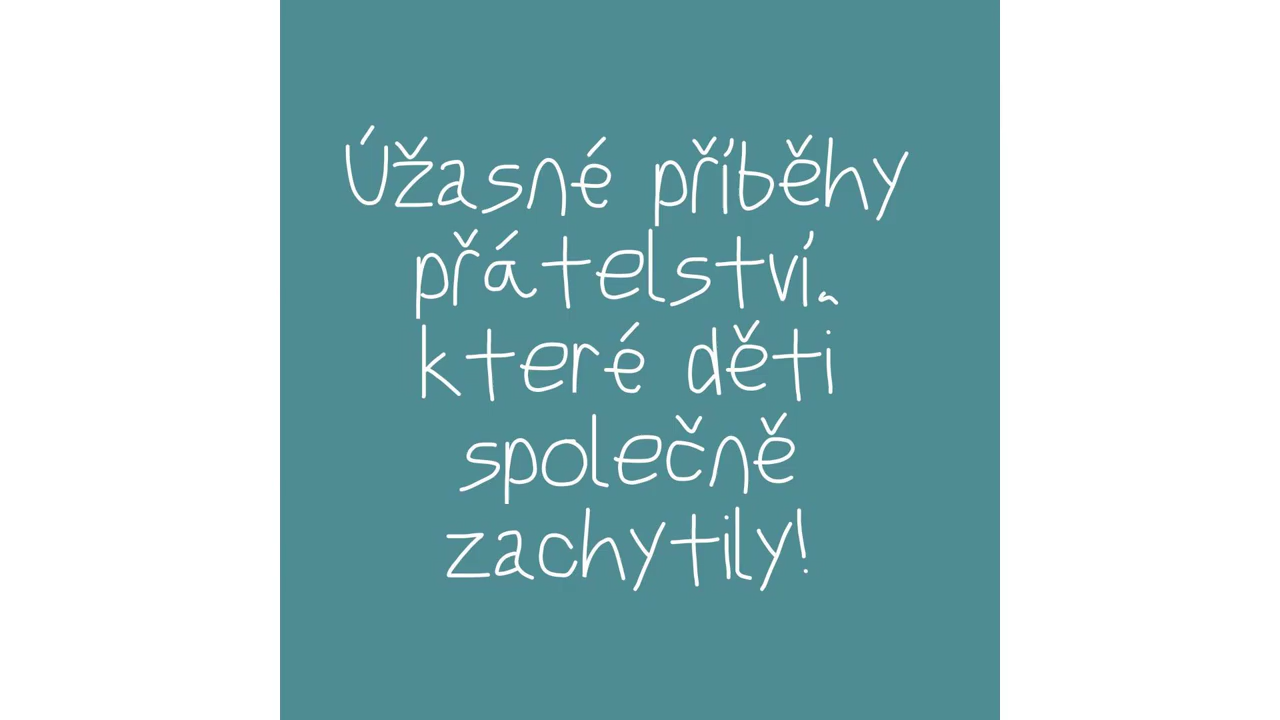 Úžasné příběhy
přátelství,
které děti
společně
zachytily!